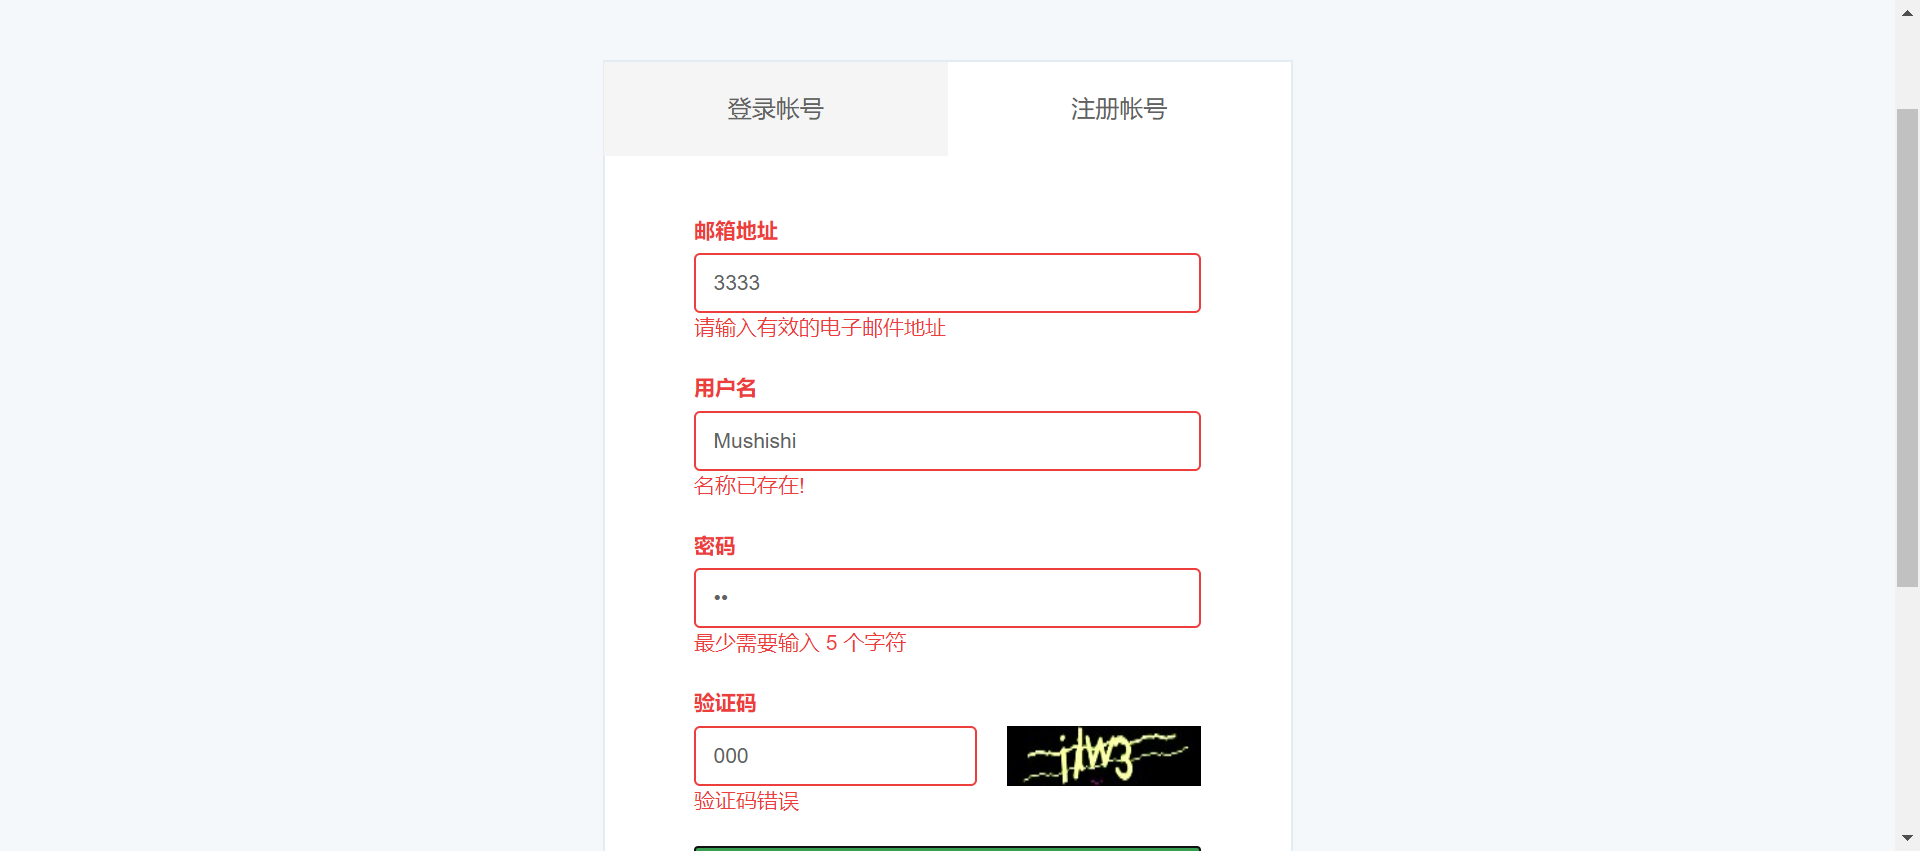 登录帐号
注册帐号
邮箱地址
3333
请输入有效的电子邮件地址
用户名
Mushishi
名称已存在!
密码
••
最少需要输入 5 个字符
验证码
000
验证码错误